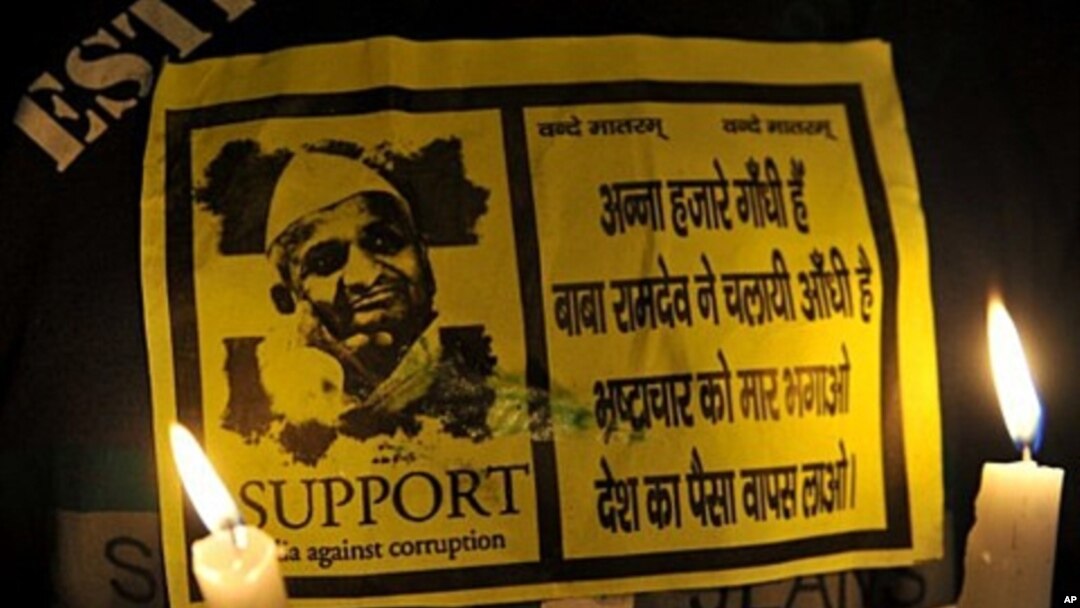 वन्दे मातरम् वन्दे मातरम्
अन्ना हजारे गाँधी हैं
बाबा रामदेव ने चलायी आँधी है
भ्रष्टाचार को मार भगाओ
देश का पैसा वापस लाओ।
SUPPORT
against corruption
AP